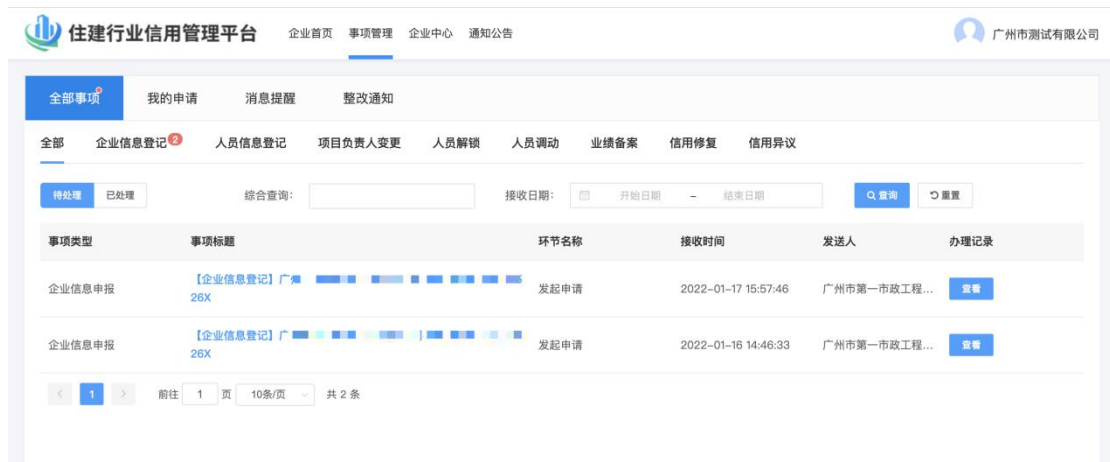 住建行业信用管理平台 企业首页 事项管理 企业中心 通知公告 广州市测试有限公司
全部事项 我的申请 消息提醒 整改通知
全部 企业信息登记 2 人员信息登记 项目负责人变更 人员解锁 人员调动 业绩备案 信用修复 信用异议
待处理 已处理 综合查询: 接收日期: 开始日期 – 结束日期 查询 重置
事项类型 事项标题 环节名称 接收时间 发送人 办理记录
企业信息申报 【企业信息登记】广 发起申请 2022-01-17 15:57:46 广州市第一市政工程... 查看
26X
企业信息申报 【企业信息登记】广 发起申请 2022-01-16 14:46:33 广州市第一市政工程... 查看
26X
< 1 > 前往 1 页 10条/页 共 2 条